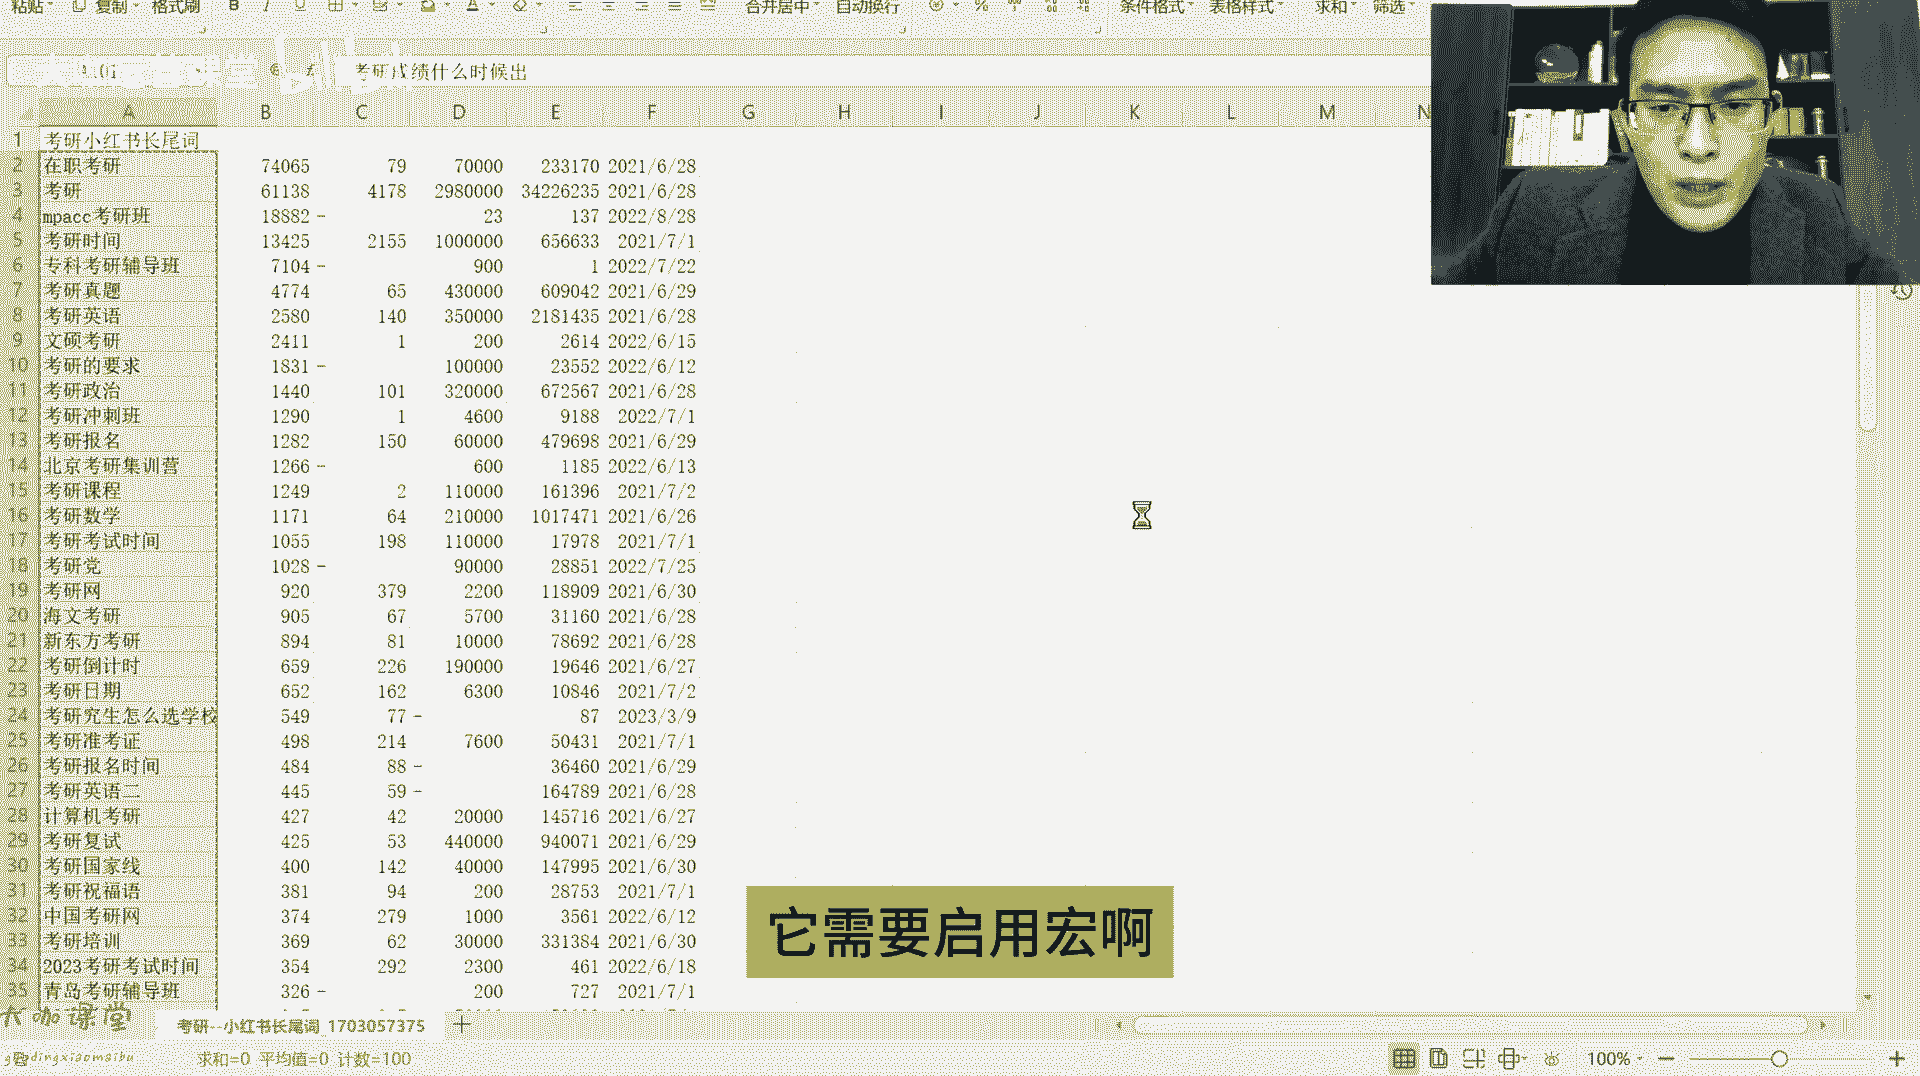 粘贴 复制 格式刷 B I U A 合并居中 自动换行 % 条件格式 表格样式 求和 筛选
考研成绩什么时候出
A B C D E F G H I J K L M N
1 考研小红书长尾词
2 在职考研 74065 79 70000 233170 2021/6/28
3 考研 61138 4178 2980000 34226235 2021/6/28
4 mpacc考研班 18882 - 23 137 2022/8/28
5 考研时间 13425 2155 1000000 656633 2021/7/1
6 专科考研辅导班 7104 - 900 1 2022/7/22
7 考研真题 4774 65 430000 609042 2021/6/29
8 考研英语 2580 140 350000 2181435 2021/6/28
9 文硕考研 2411 1 200 2614 2022/6/15
10 考研的要求 1831 - 100000 23552 2022/6/12
11 考研政治 1440 101 320000 672567 2021/6/28
12 考研冲刺班 1290 1 4600 9188 2022/7/1
13 考研报名 1282 150 60000 479698 2021/6/29
14 北京考研集训营 1266 - 600 1185 2022/6/13
15 考研课程 1249 2 110000 161396 2021/7/2
16 考研数学 1171 64 210000 1017471 2021/6/26
17 考研考试时间 1055 198 110000 17978 2021/7/1
18 考研党 1028 - 90000 28851 2022/7/25
19 考研网 920 379 2200 118909 2021/6/30
20 海文考研 905 67 5700 31160 2021/6/28
21 新东方考研 894 81 10000 78692 2021/6/28
22 考研倒计时 659 226 190000 19646 2021/6/27
23 考研日期 652 162 6300 10846 2021/7/2
24 考研究生怎么选学校 549 77 - 87 2023/3/9
25 考研准考证 498 214 7600 50431 2021/7/1
26 考研报名时间 484 88 - 36460 2021/6/29
27 考研英语二 445 59 - 164789 2021/6/28
28 计算机考研 427 42 20000 145716 2021/6/27
29 考研复试 425 53 440000 940071 2021/6/29
30 考研国家线 400 142 40000 147995 2021/6/30
31 考研祝福语 381 94 200 28753 2021/7/1
32 中国考研网 374 279 1000 3561 2022/6/12
33 考研培训 369 62 30000 331384 2021/6/30
34 2023考研考试时间 354 292 2300 461 2022/6/18
35 青岛考研辅导班 326 - 200 727 2021/7/1
它需要启用宏啊
大咖课堂
考研--小红书长尾词_1703057375
求和=0 平均值=0 计数=100
100%